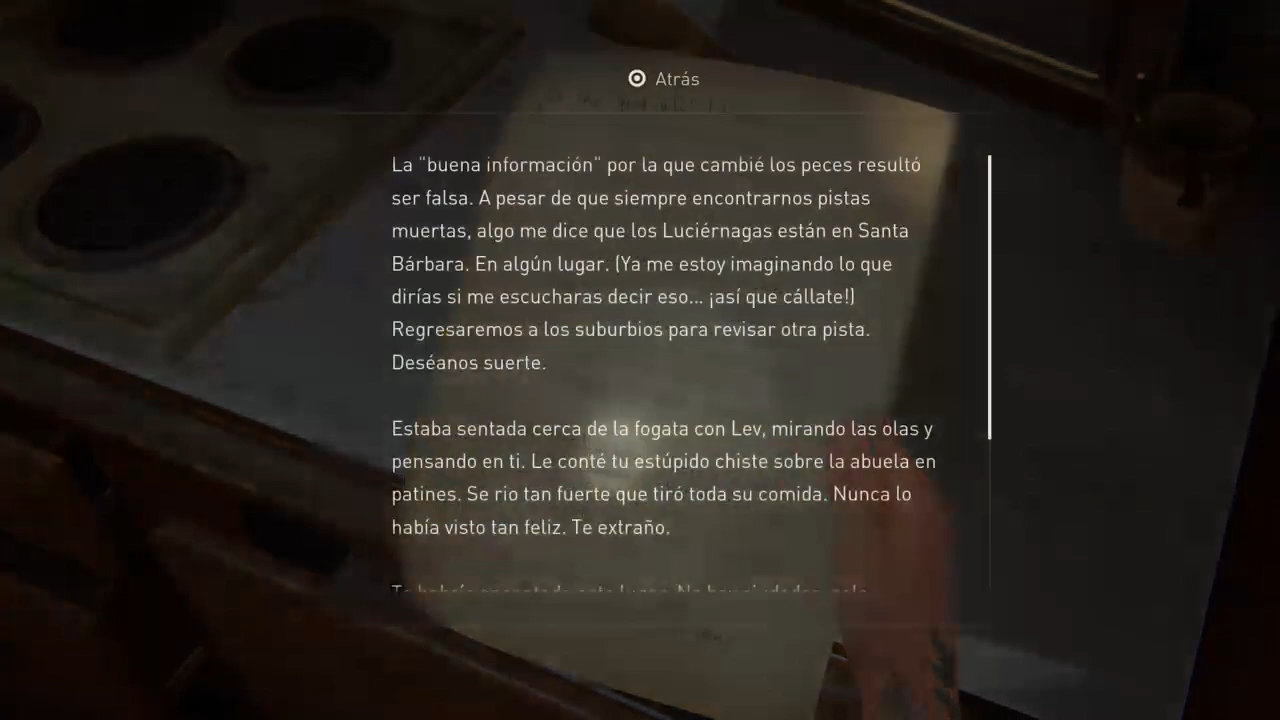 Atrás
La "buena información" por la que cambié los peces resultó
ser falsa. A pesar de que siempre encontrarnos pistas
muertas, algo me dice que los Luciérnagas están en Santa
Bárbara. En algún lugar. (Ya me estoy imaginando lo que
dirías si me escucharas decir eso... ¡así que cállate!)
Regresaremos a los suburbios para revisar otra pista.
Deséanos suerte.
Estaba sentada cerca de la fogata con Lev, mirando las olas y
pensando en ti. Le conté tu estúpido chiste sobre la abuela en
patines. Se rio tan fuerte que tiró toda su comida. Nunca lo
había visto tan feliz. Te extraño.